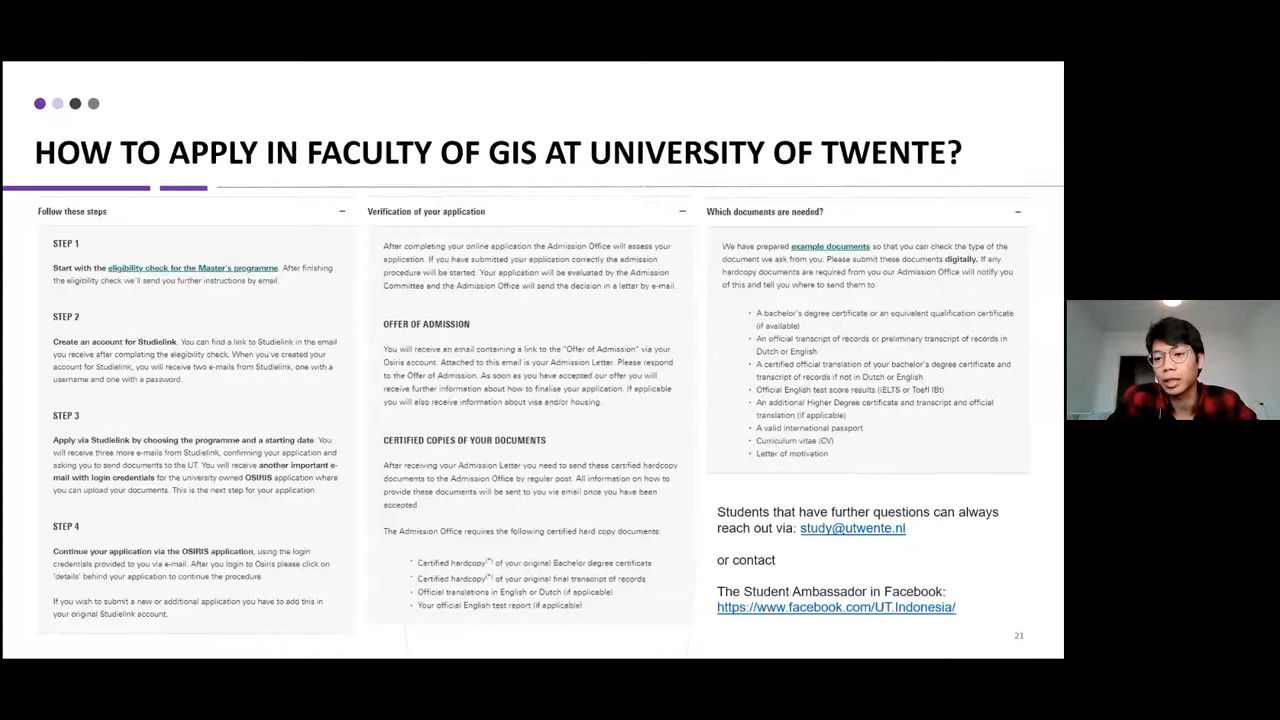 HOW TO APPLY IN FACULTY OF GIS AT UNIVERSITY OF TWENTE?
Follow these steps
STEP 1
Start with the eligibility check for the Master's programme. After finishing
the eligibility check we'll send you further instructions by email.
STEP 2
Create an account for Studielink. You can find a link to Studielink in the email
you receive after completing the elegibility check. When you've created your
account for Studielink, you will receive two e-mails from Studielink, one with a
username and one with a password.
STEP 3
Apply via Studielink by choosing the programme and a starting date. You
will receive three more e-mails from Studielink, confirming your application and
asking you to send documents to the UT. You will receive another important e-
mail with login credentials for the university owned OSIRIS application where
you can upload your documents. This is the next step for your application.
STEP 4
Continue your application via the OSIRIS application, using the login
credentials provided to you via e-mail. After you login to Osiris please click on
'details' behind your application to continue the procedure.
If you wish to submit a new or additional application you have to add this in
your original Studielink account.
Verification of your application
After completing your online application the Admission Office will assess your
application. If you have submitted your application correctly the admission
procedure will be started. Your application will be evaluated by the Admission
Committee and the Admission Office will send the decision in a letter by e-mail.
OFFER OF ADMISSION
You will receive an email containing a link to the "Offer of Admission" via your
Osiris account. Attached to this email is your Admission Letter. Please respond
to the Offer of Admission. As soon as you have accepted our offer you will
receive further information about how to finalise your application. If applicable
you will also receive information about visa and/or housing.
CERTIFIED COPIES OF YOUR DOCUMENTS
After receiving your Admission Letter you need to send these certified hardcopy
documents to the Admission Office by regular post. All information on how to
provide these documents will be sent to you via email once you have been
accepted.
The Admission Office requires the following certified hard copy documents:
• Certified hardcopy(*) of your original Bachelor degree certificate
• Certified hardcopy(*) of your original final transcript of records
• Official translations in English or Dutch (if applicable)
• Your official English test report (if applicable)
Which documents are needed?
We have prepared example documents so that you can check the type of the
document we ask from you. Please submit these documents digitally. If any
hardcopy documents are required from you our Admission Office will notify you
of this and tell you where to send them to.
• A bachelor's degree certificate or an equivalent qualification certificate
(if available)
• An official transcript of records or preliminary transcript of records in
Dutch or English
• A certified official translation of your bachelor's degree certificate and
transcript of records if not in Dutch or English
• Official English test score results (IELTS or Toefl IBt)
• An additional Higher Degree certificate and transcript and official
translation (if applicable)
• A valid international passport
• Curriculum vitae (CV)
• Letter of motivation
Students that have further questions can always
reach out via: study@utwente.nl
or contact
The Student Ambassador in Facebook:
https://www.facebook.com/UT.Indonesia/
21